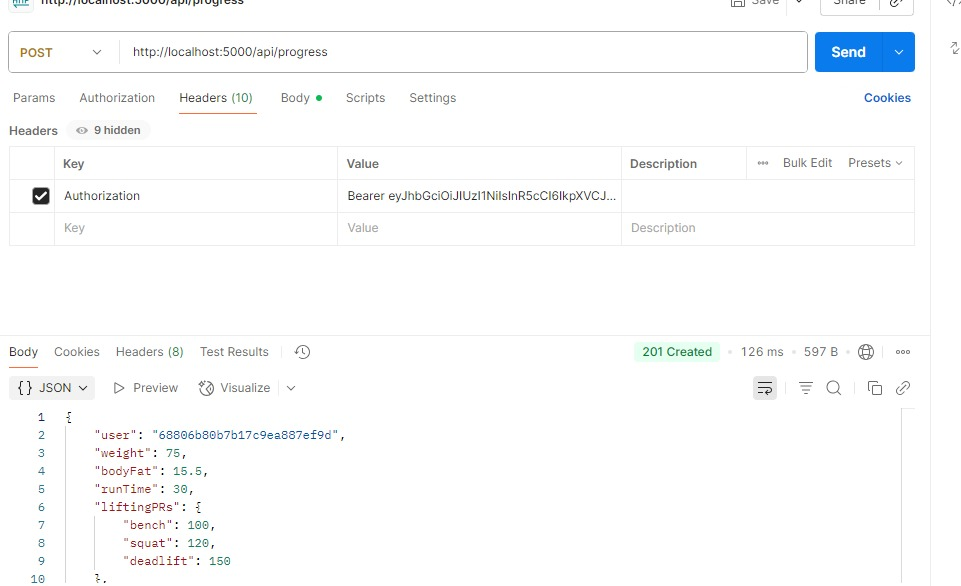 http://localhost:5000/api/progress Save Share
POST http://localhost:5000/api/progress Send
Params Authorization Headers (10) Body Scripts Settings Cookies
Headers 9 hidden
Key Value Description Bulk Edit Presets
Authorization Bearer eyJhbGciOiJIUzI1NiIsInR5cCI6IkpXVCJ...
Key Value Description
Body Cookies Headers (8) Test Results 201 Created 126 ms 597 B
{} JSON Preview Visualize
1 {
2 "user": "68806b80b7b17c9ea887ef9d",
3 "weight": 75,
4 "bodyFat": 15.5,
5 "runTime": 30,
6 "liftingPRs": {
7 "bench": 100,
8 "squat": 120,
9 "deadlift": 150
10 },